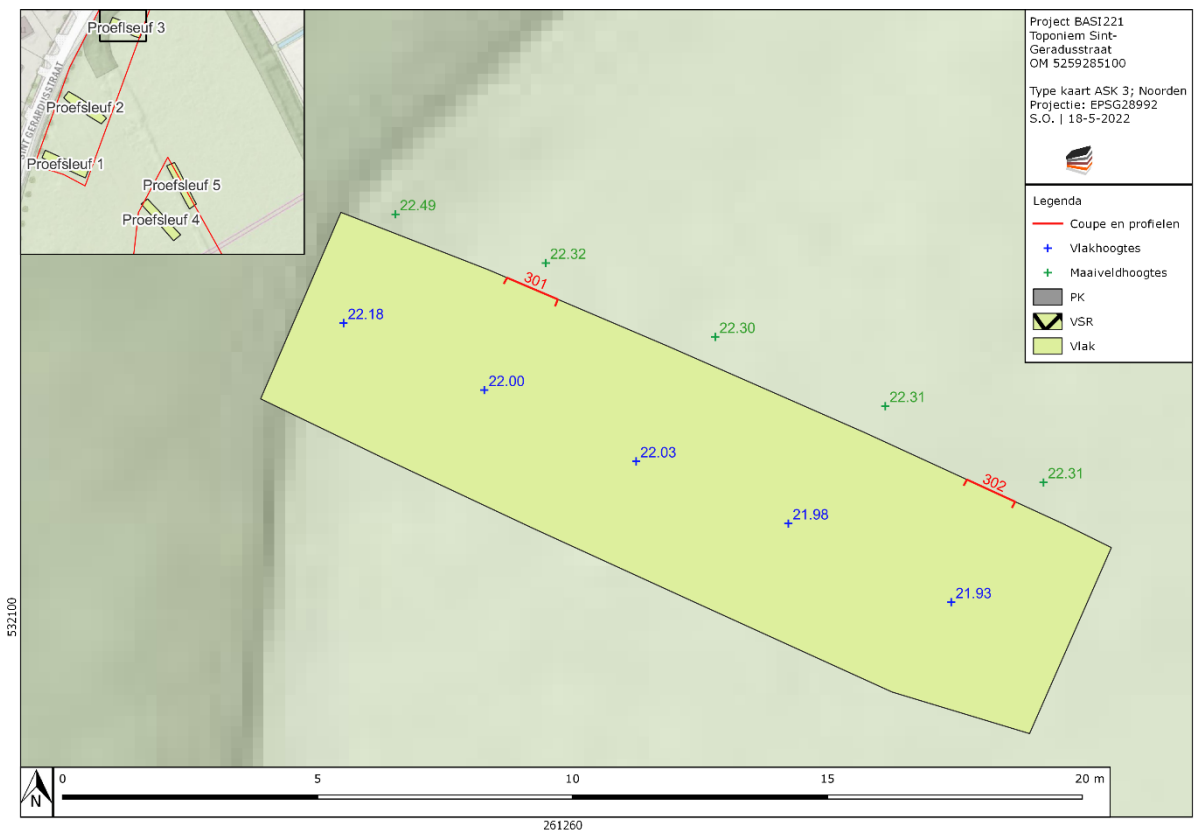 Proeflseuf 3
Proefsleuf 2
SINT GERARDUSSTRAAT
Proefsleuf 1
Proefsleuf 5
Proefsleuf 4
Project BASI221
Toponiem Sint-
Geradusstraat
OM 5259285100
Type kaart ASK 3; Noorden
Projectie: EPSG28992
S.O. | 18-5-2022
Legenda
Coupe en profielen
Vlakhoogtes
Maaiveldhoogtes
PK
VSR
Vlak
22.49
22.32
301
22.18
22.30
22.00
22.31
22.03
22.31
302
21.98
21.93
532100
N
0 5 10 15 20 m
261260